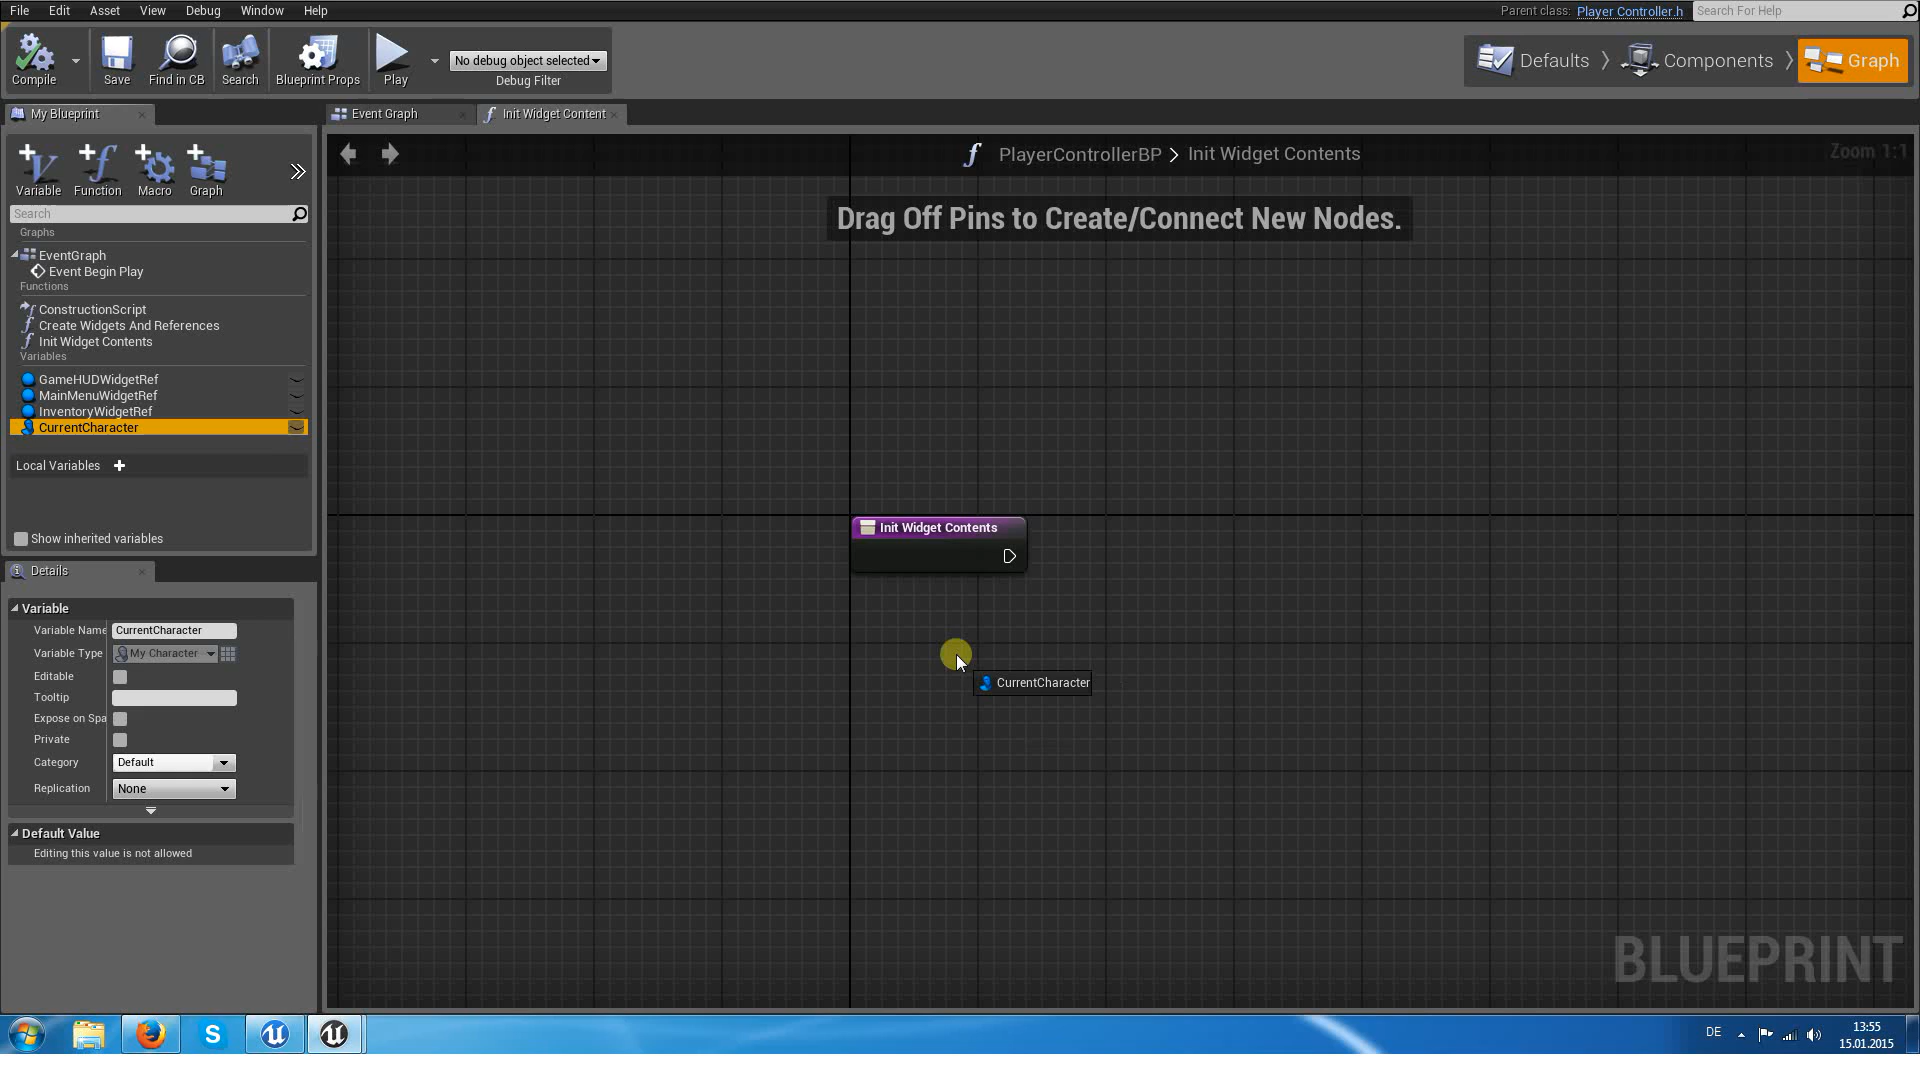 File Edit Asset View Debug Window Help
Parent class: Player Controller.h Search For Help
Compile Save Find in CB Search Blueprint Props Play
No debug object selected
Debug Filter
Defaults Components Graph
My Blueprint
Event Graph Init Widget Content
Variable Function Macro Graph
PlayerControllerBP > Init Widget Contents
Zoom 1:1
Search
Drag Off Pins to Create/Connect New Nodes.
Graphs
EventGraph
Event Begin Play
Functions
ConstructionScript
Create Widgets And References
Init Widget Contents
Variables
GameHUDWidgetRef
MainMenuWidgetRef
InventoryWidgetRef
CurrentCharacter
Local Variables
Show inherited variables
Init Widget Contents
CurrentCharacter
Details
Variable
Variable Name CurrentCharacter
Variable Type My Character
Editable
Tooltip
Expose on Spa
Private
Category Default
Replication None
Default Value
Editing this value is not allowed
BLUEPRINT
DE
13:55
15.01.2015